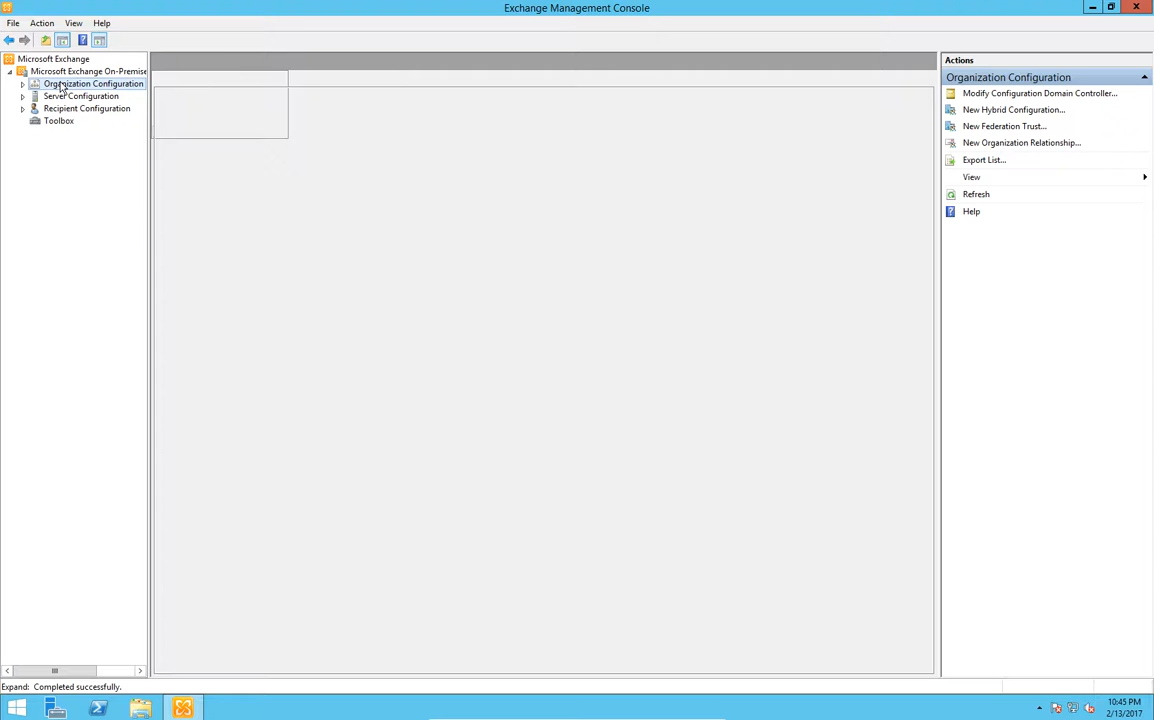 Exchange Management Console
File Action View Help
Microsoft Exchange
Microsoft Exchange On-Premise
Organization Configuration
Server Configuration
Recipient Configuration
Toolbox
Actions
Organization Configuration
Modify Configuration Domain Controller...
New Hybrid Configuration...
New Federation Trust...
New Organization Relationship...
Export List...
View
Refresh
Help
Expand: Completed successfully.
10:45 PM
2/13/2017